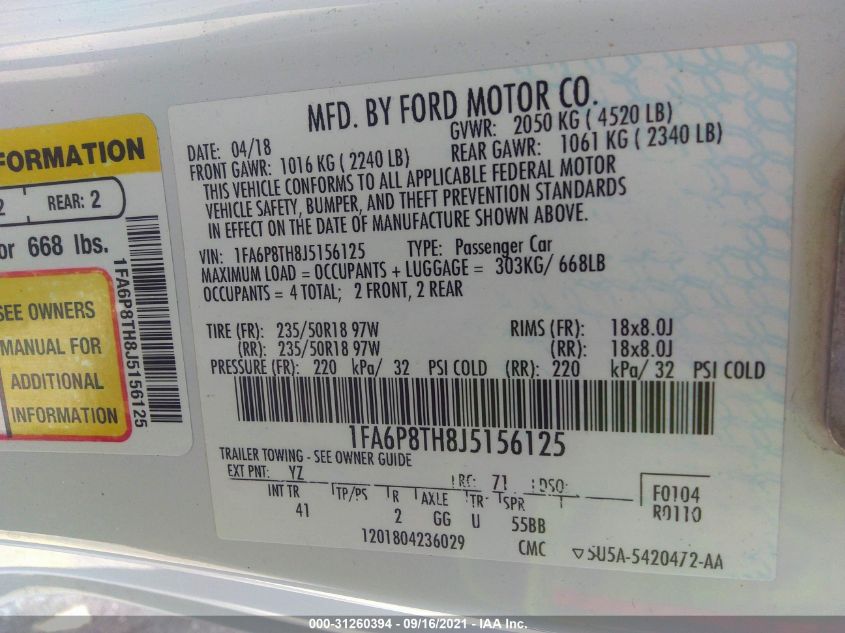 FORMATION
2 REAR: 2
or 668 lbs.
SEE OWNERS
MANUAL FOR
ADDITIONAL
INFORMATION
1FA6P8TH8J5156125
MFD. BY FORD MOTOR CO.
DATE: 04/18 GVWR: 2050 KG ( 4520 LB)
FRONT GAWR: 1016 KG ( 2240 LB) REAR GAWR: 1061 KG ( 2340 LB)
THIS VEHICLE CONFORMS TO ALL APPLICABLE FEDERAL MOTOR
VEHICLE SAFETY, BUMPER, AND THEFT PREVENTION STANDARDS
IN EFFECT ON THE DATE OF MANUFACTURE SHOWN ABOVE.
VIN: 1FA6P8TH8J5156125 TYPE: Passenger Car
MAXIMUM LOAD = OCCUPANTS + LUGGAGE = 303KG/ 668LB
OCCUPANTS = 4 TOTAL; 2 FRONT, 2 REAR
TIRE (FR): 235/50R18 97W RIMS (FR): 18x8.0J
(RR): 235/50R18 97W (RR): 18x8.0J
PRESSURE (FR): 220 kPa/ 32 PSI COLD (RR): 220 kPa/ 32 PSI COLD
1FA6P8TH8J5156125
TRAILER TOWING - SEE OWNER GUIDE
EXT PNT: YZ RC: 71 DSO: F0104
INT TR TP/PS R AXLE TR SPR R0110
41 2 GG U 55BB
1201804236029 CMC ▽5U5A-5420472-AA
000-31260394 - 09/16/2021 - IAA Inc.